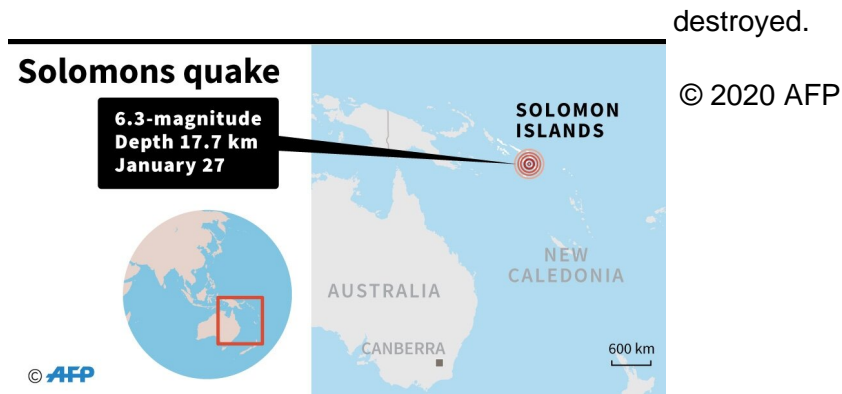 destroyed.
Solomons quake
© 2020 AFP
6.3-magnitude
Depth 17.7 km
January 27
SOLOMON
ISLANDS
NEW
CALEDONIA
AUSTRALIA
CANBERRA
600 km
© AFP